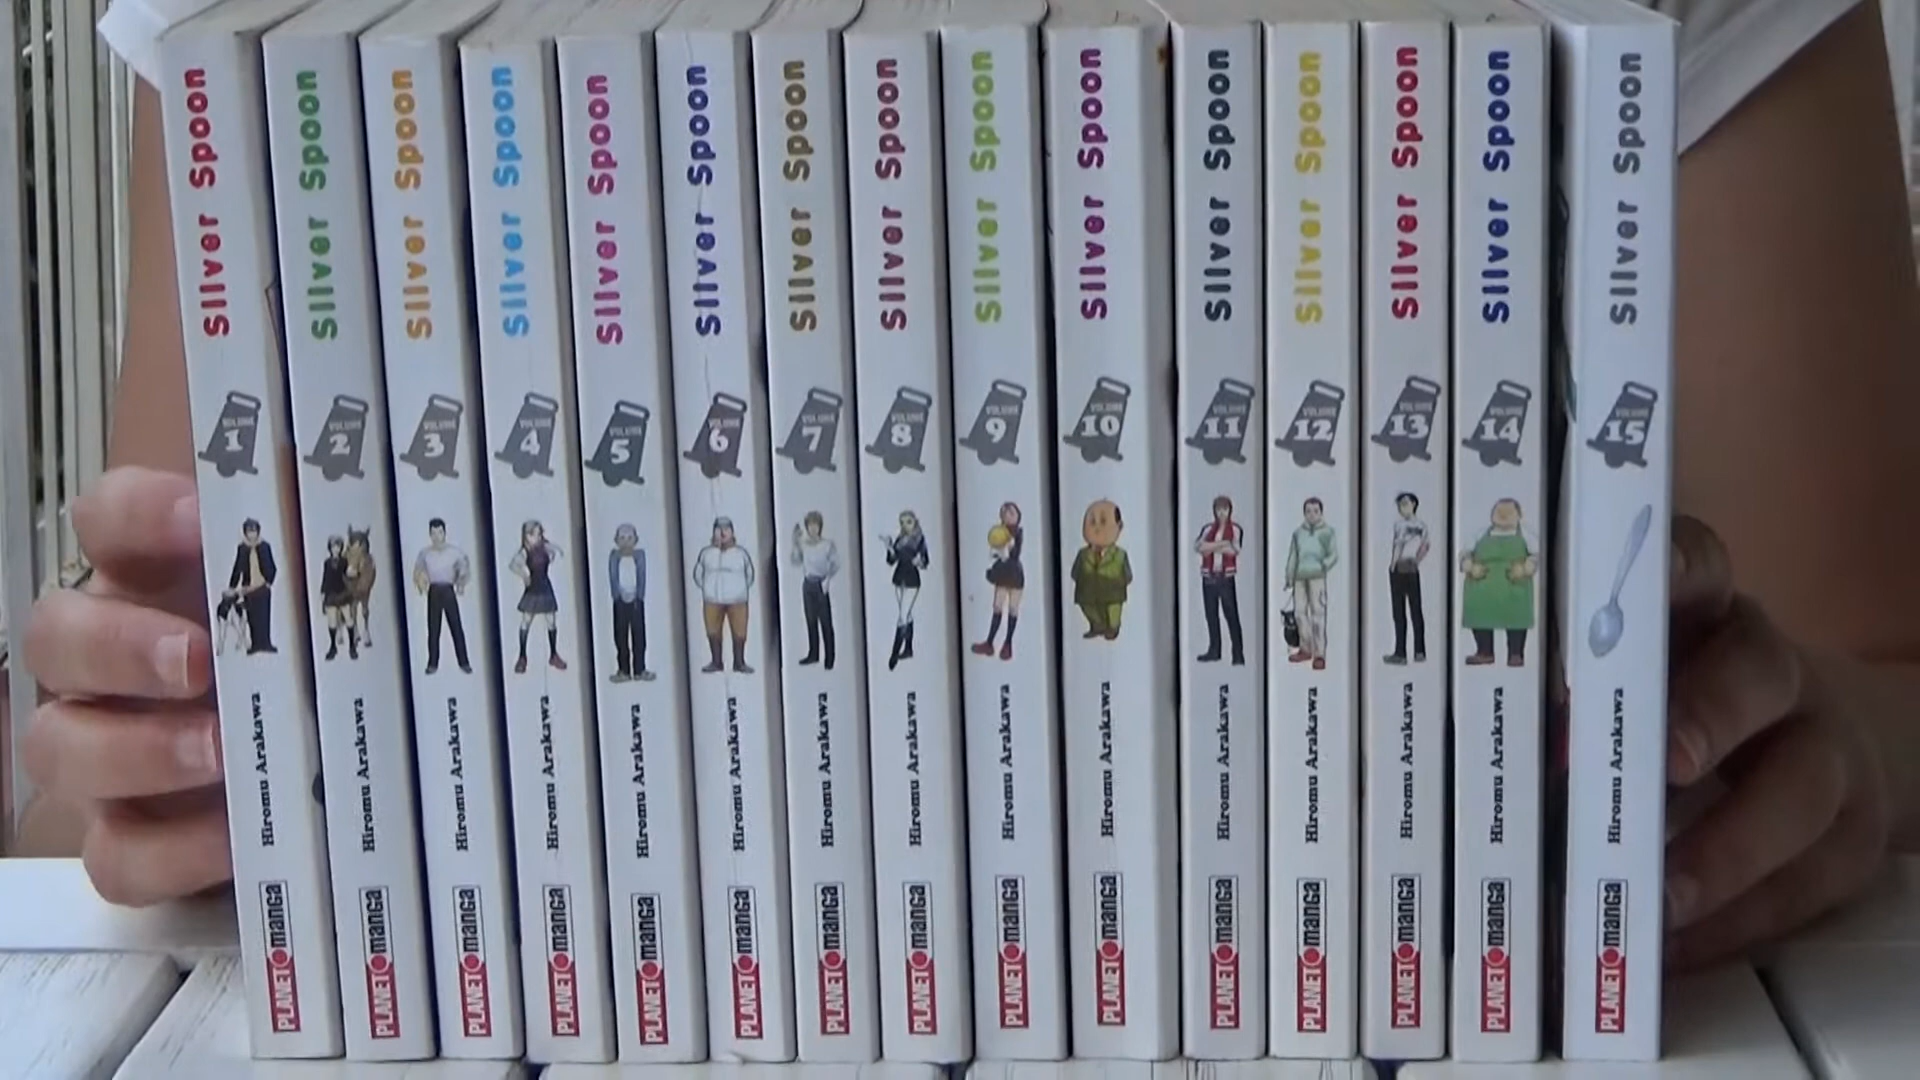 Silver Spoon
VOLUME
1
Hiromu Arakawa
PLANET manga
Silver Spoon
VOLUME
2
Hiromu Arakawa
PLANET manga
Silver Spoon
VOLUME
3
Hiromu Arakawa
PLANET manga
Silver Spoon
VOLUME
4
Hiromu Arakawa
PLANET manga
Silver Spoon
VOLUME
5
Hiromu Arakawa
PLANET manga
Silver Spoon
VOLUME
6
Hiromu Arakawa
PLANET manga
Silver Spoon
VOLUME
7
Hiromu Arakawa
PLANET manga
Silver Spoon
VOLUME
8
Hiromu Arakawa
PLANET manga
Silver Spoon
VOLUME
9
Hiromu Arakawa
PLANET manga
Silver Spoon
VOLUME
10
Hiromu Arakawa
PLANET manga
Silver Spoon
VOLUME
11
Hiromu Arakawa
PLANET manga
Silver Spoon
VOLUME
12
Hiromu Arakawa
PLANET manga
Silver Spoon
VOLUME
13
Hiromu Arakawa
PLANET manga
Silver Spoon
VOLUME
14
Hiromu Arakawa
PLANET manga
Silver Spoon
VOLUME
15
Hiromu Arakawa
PLANET manga